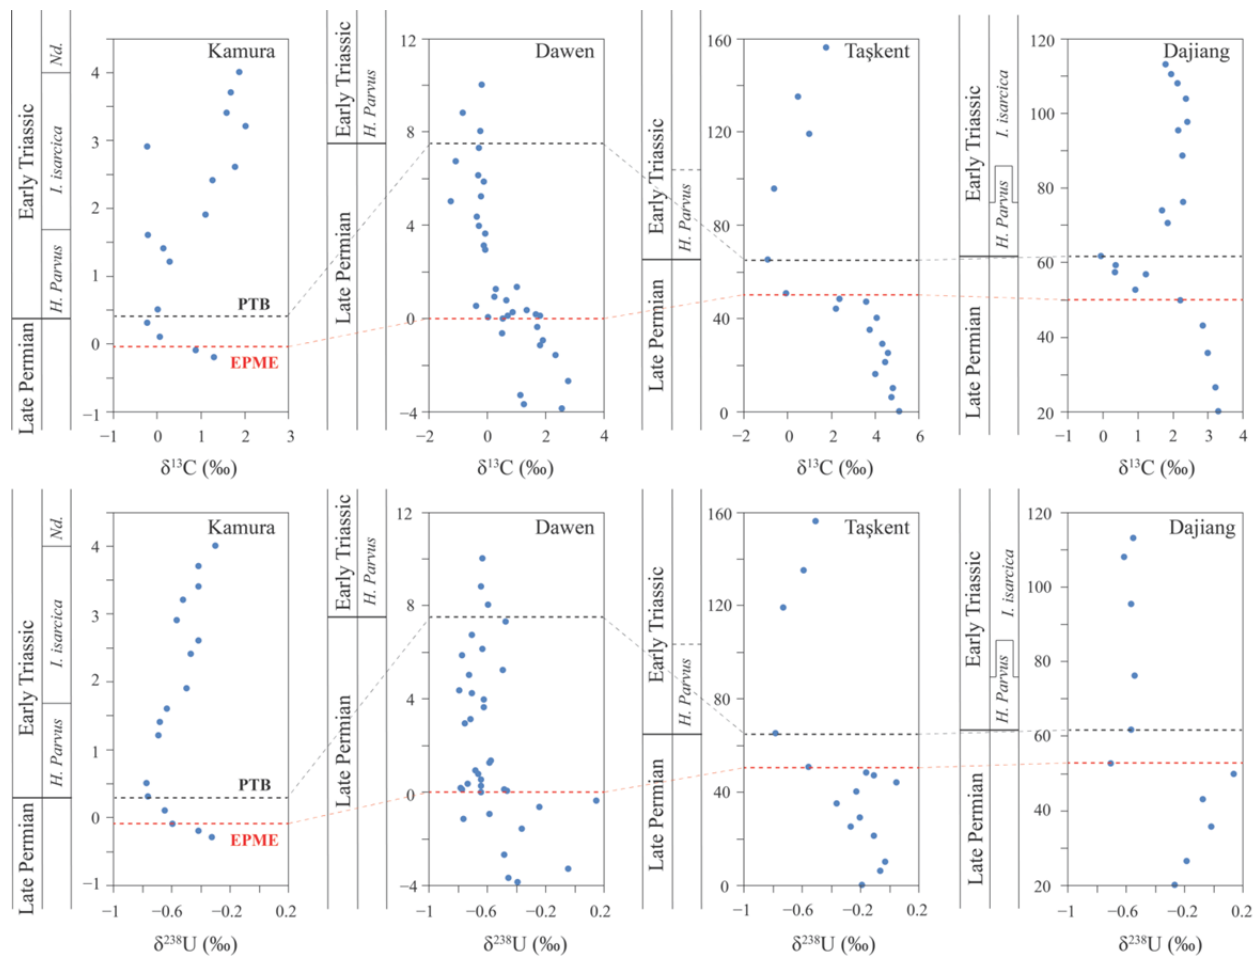 Early Triassic
Late Permian
Nd.
I. isarcica
H. Parvus
Kamura
4
3
2
1
0
−1
PTB
EPME
−1 0 1 2 3
δ¹³C (‰)
Early Triassic
H. Parvus
Late Permian
Dawen
12
8
4
0
−4
−2 0 2 4
δ¹³C (‰)
Early Triassic
H. Parvus
Late Permian
Taşkent
160
120
80
40
0
−2 0 2 4 6
δ¹³C (‰)
Early Triassic
I. isarcica
H. Parvus
Late Permian
Dajiang
120
100
80
60
40
20
−1 0 1 2 3 4
δ¹³C (‰)
Early Triassic
Late Permian
Nd.
I. isarcica
H. Parvus
Kamura
4
3
2
1
0
−1
PTB
EPME
−1 −0.6 −0.2 0.2
δ²³⁸U (‰)
Early Triassic
H. Parvus
Late Permian
Dawen
12
8
4
0
−4
−1 −0.6 −0.2 0.2
δ²³⁸U (‰)
Early Triassic
H. Parvus
Late Permian
Taşkent
160
120
80
40
0
−1 −0.6 −0.2 0.2
δ²³⁸U (‰)
Early Triassic
I. isarcica
H. Parvus
Late Permian
Dajiang
120
100
80
60
40
20
−1 −0.6 −0.2 0.2
δ²³⁸U (‰)